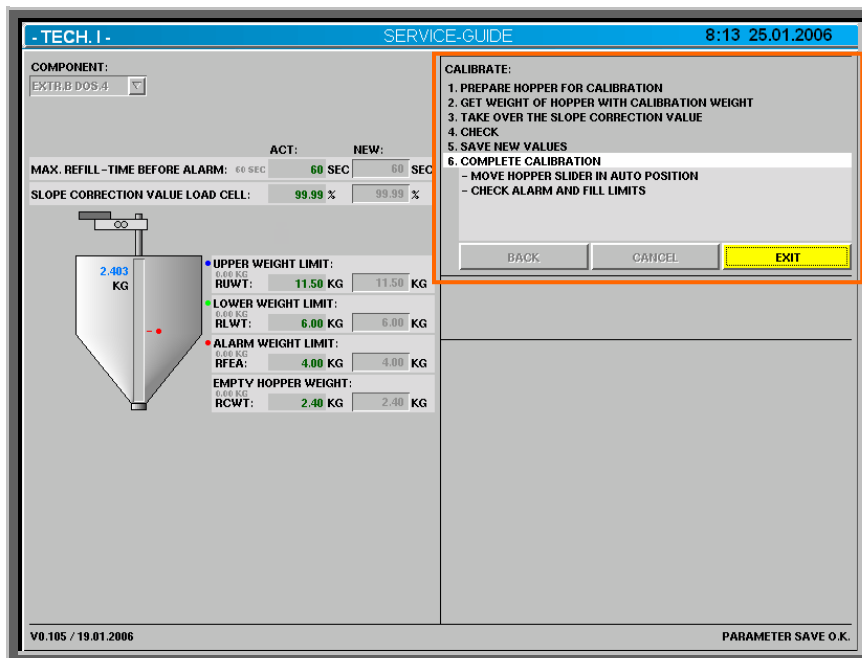 - TECH. I -
SERVICE-GUIDE
8:13 25.01.2006
COMPONENT:
EXTR.B DOS.4
ACT: NEW:
MAX. REFILL-TIME BEFORE ALARM: 60 SEC 60 SEC 60 SEC
SLOPE CORRECTION VALUE LOAD CELL: 99.99 % 99.99 %
2.403
KG
UPPER WEIGHT LIMIT:
0.00 KG
RUWT: 11.50 KG 11.50 KG
LOWER WEIGHT LIMIT:
0.00 KG
RLWT: 6.00 KG 6.00 KG
ALARM WEIGHT LIMIT:
0.00 KG
RFEA: 4.00 KG 4.00 KG
EMPTY HOPPER WEIGHT:
0.00 KG
RCWT: 2.40 KG 2.40 KG
CALIBRATE:
1. PREPARE HOPPER FOR CALIBRATION
2. GET WEIGHT OF HOPPER WITH CALIBRATION WEIGHT
3. TAKE OVER THE SLOPE CORRECTION VALUE
4. CHECK
5. SAVE NEW VALUES
6. COMPLETE CALIBRATION
- MOVE HOPPER SLIDER IN AUTO POSITION
- CHECK ALARM AND FILL LIMITS
BACK CANCEL EXIT
V0.105 / 19.01.2006
PARAMETER SAVE O.K.